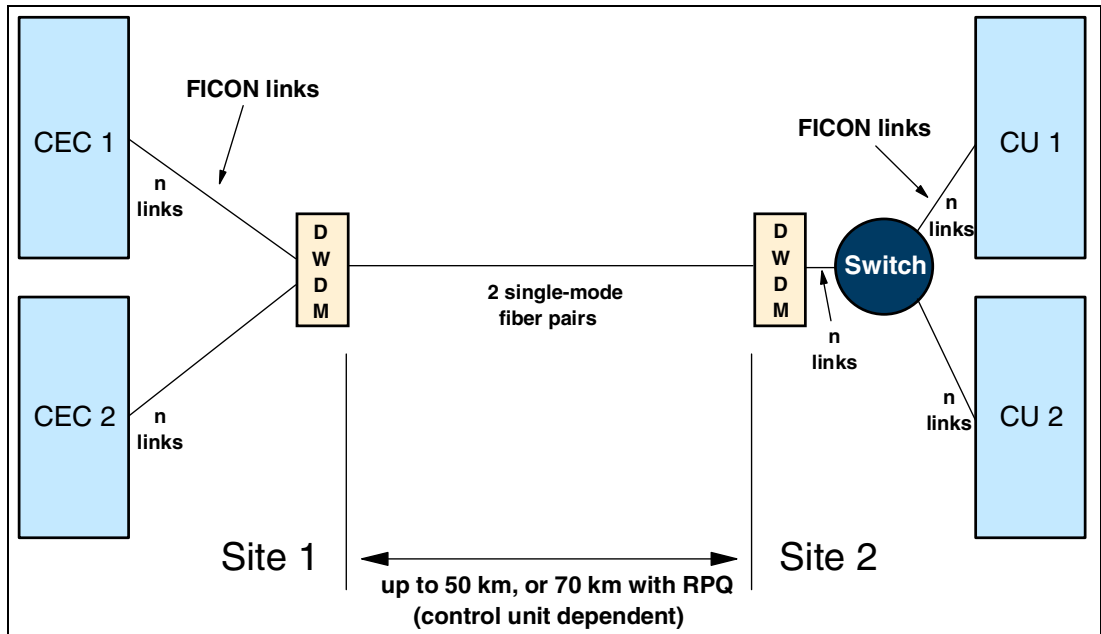 CEC 1
FICON links
n
links
D
W
D
M
2 single-mode
fiber pairs
D
W
D
M
n
links
Switch
FICON links
n
links
CU 1
CEC 2
n
links
n
links
CU 2
Site 1
Site 2
up to 50 km, or 70 km with RPQ
(control unit dependent)